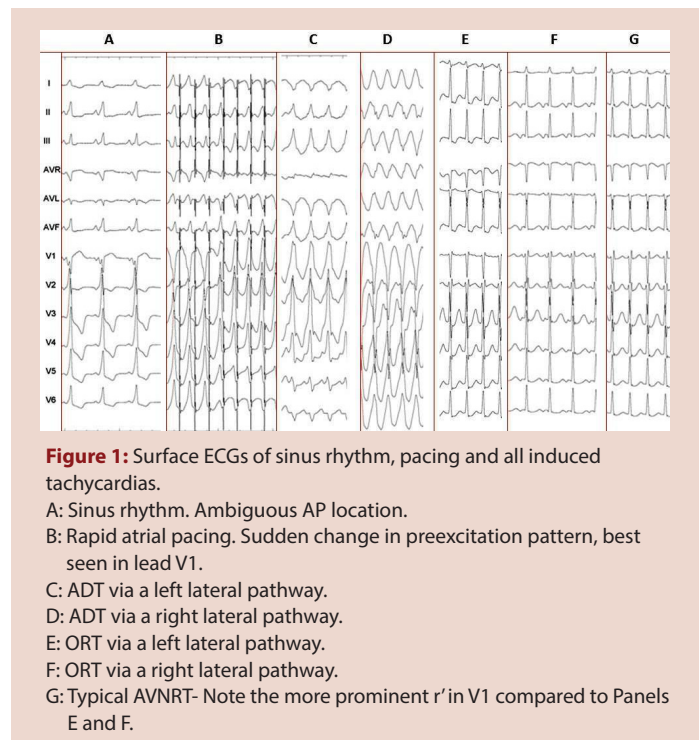 A B C D E F G
I
II
III
AVR
AVL
AVF
V1
V2
V3
V4
V5
V6
Figure 1: Surface ECGs of sinus rhythm, pacing and all induced
tachycardias.
A: Sinus rhythm. Ambiguous AP location.
B: Rapid atrial pacing. Sudden change in preexcitation pattern, best
seen in lead V1.
C: ADT via a left lateral pathway.
D: ADT via a right lateral pathway.
E: ORT via a left lateral pathway.
F: ORT via a right lateral pathway.
G: Typical AVNRT- Note the more prominent r’ in V1 compared to Panels
E and F.